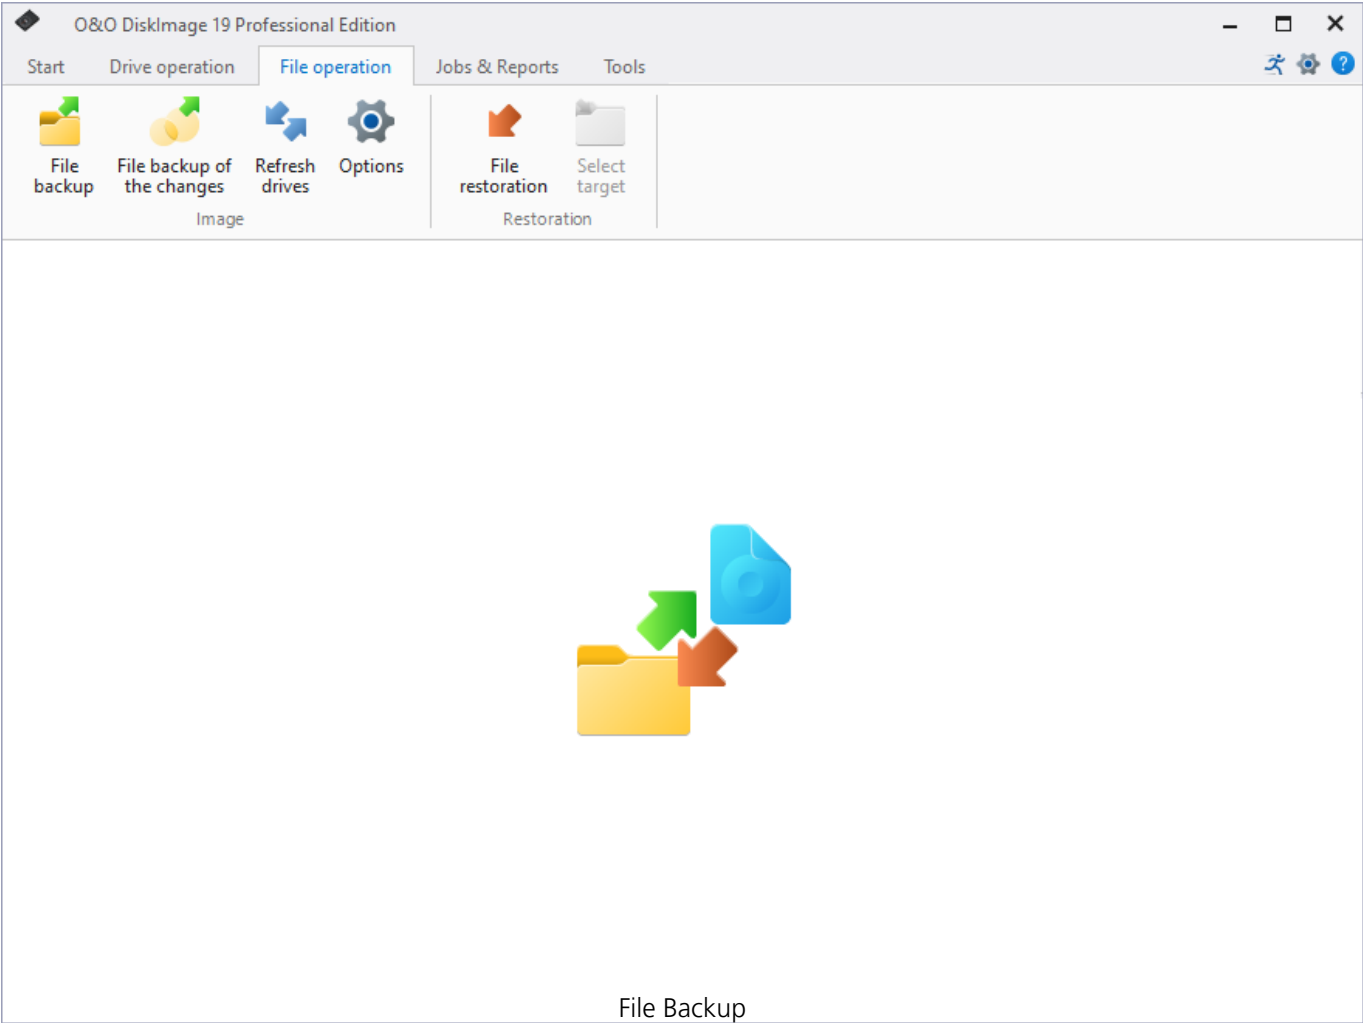 O&O DiskImage 19 Professional Edition
Start Drive operation File operation Jobs & Reports Tools
?
File backup
File backup of the changes
Refresh drives
Options
File restoration
Select target
Image Restoration
File Backup